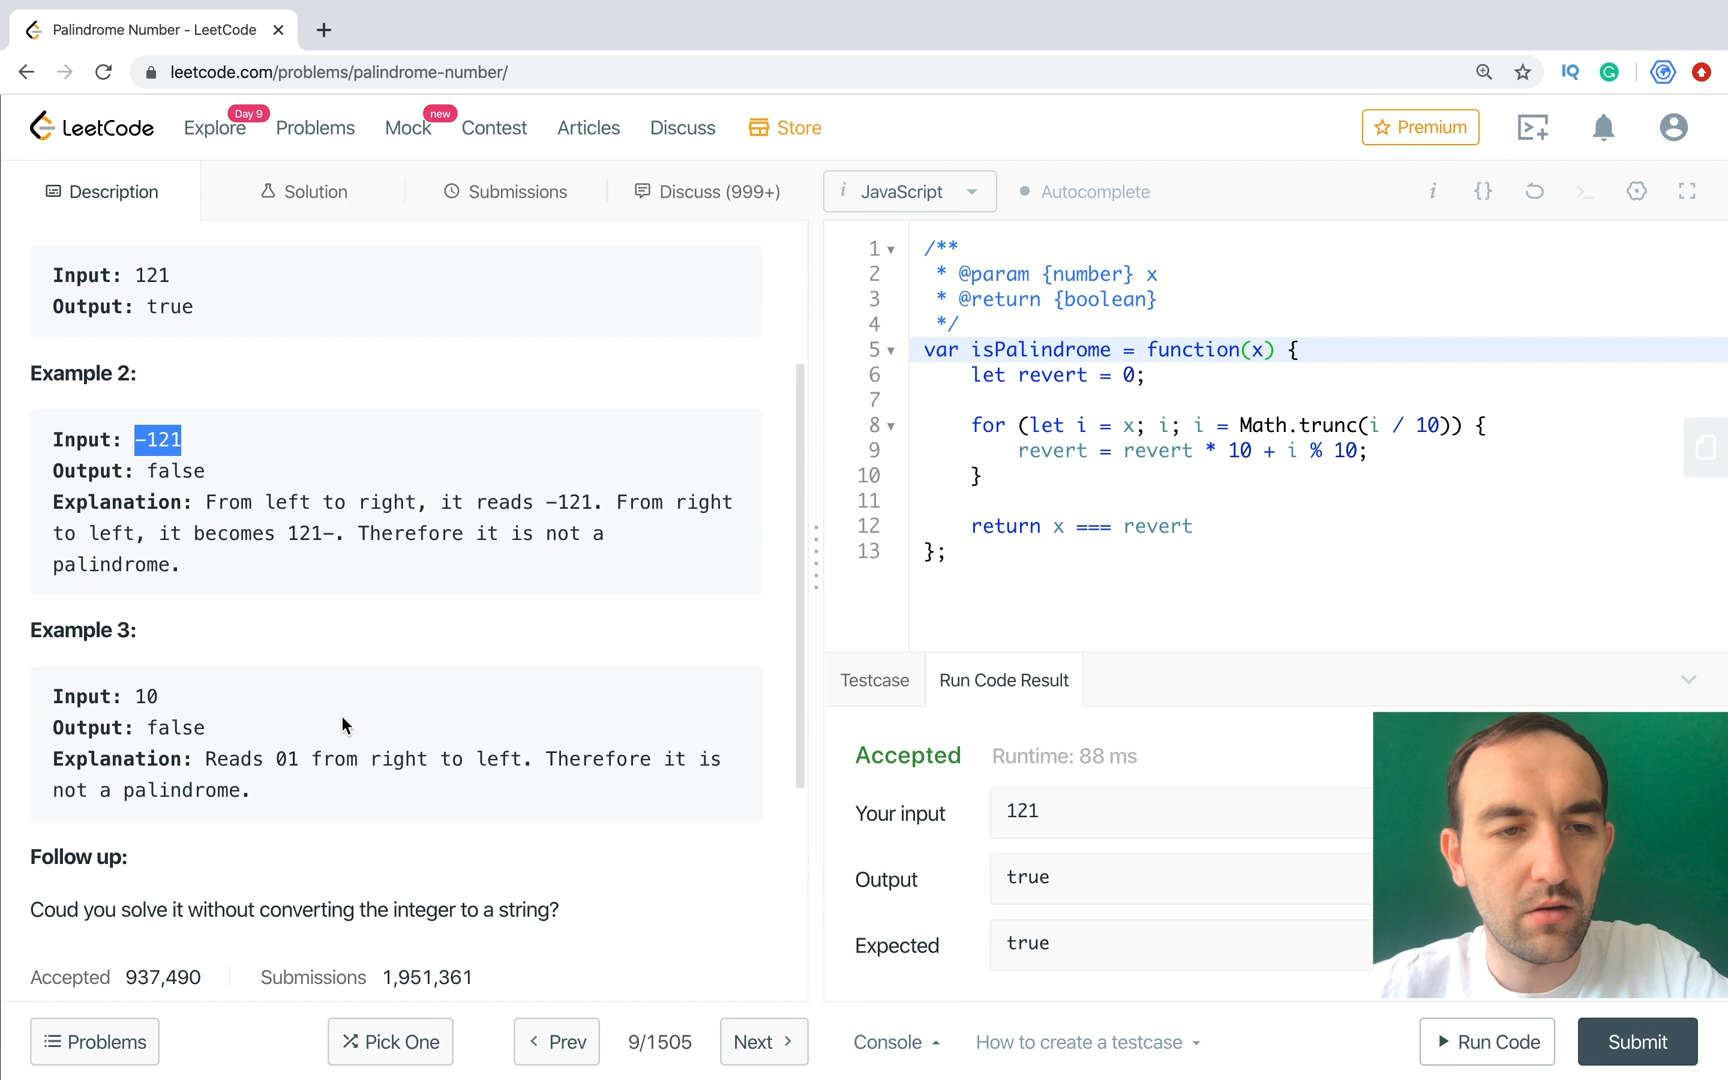 Palindrome Number - LeetCode
leetcode.com/problems/palindrome-number/
IQ
LeetCode
Explore
Day 9
Problems
Mock
new
Contest
Articles
Discuss
Store
Premium
Description
Solution
Submissions
Discuss (999+)
Input: 121
Output: true
Example 2:
Input: -121
Output: false
Explanation: From left to right, it reads -121. From right
to left, it becomes 121-. Therefore it is not a
palindrome.
Example 3:
Input: 10
Output: false
Explanation: Reads 01 from right to left. Therefore it is
not a palindrome.
Follow up:
Coud you solve it without converting the integer to a string?
Accepted 937,490 Submissions 1,951,361
Problems
Pick One
Prev
9/1505
Next
i JavaScript
Autocomplete
i {}
1 /**
2 * @param {number} x
3 * @return {boolean}
4 */
5 var isPalindrome = function(x) {
6 let revert = 0;
7
8 for (let i = x; i; i = Math.trunc(i / 10)) {
9 revert = revert * 10 + i % 10;
10 }
11
12 return x === revert
13 };
Testcase
Run Code Result
Accepted Runtime: 88 ms
Your input 121
Output true
Expected true
Console
How to create a testcase
Run Code
Submit